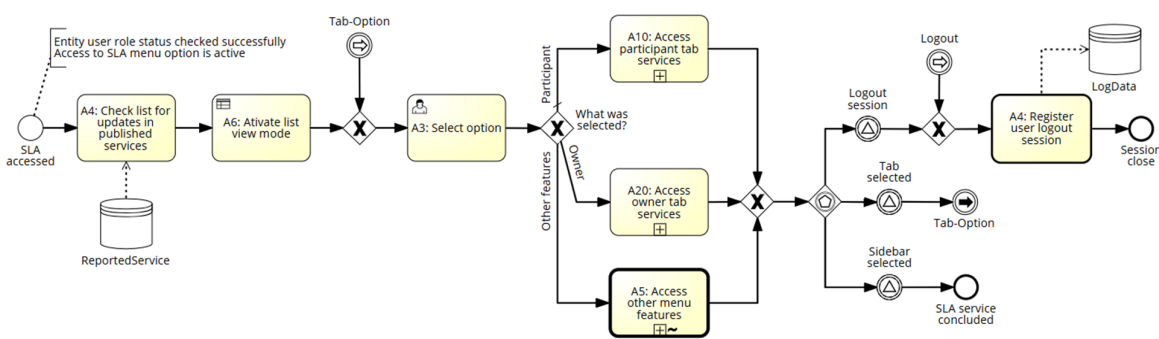 Entity user role status checked successfully
Access to SLA menu option is active
SLA
accessed
A4: Check list for
updates in
published
services
ReportedService
A6: Ativate list
view mode
Tab-Option
A3: Select option
What was
selected?
Participant
Owner
Other features
A10: Access
participant tab
services
A20: Access
owner tab
services
A5: Access
other menu
features
Logout
session
Tab
selected
Sidebar
selected
Logout
Tab-Option
SLA service
concluded
A4: Register
user logout
session
LogData
Session
close